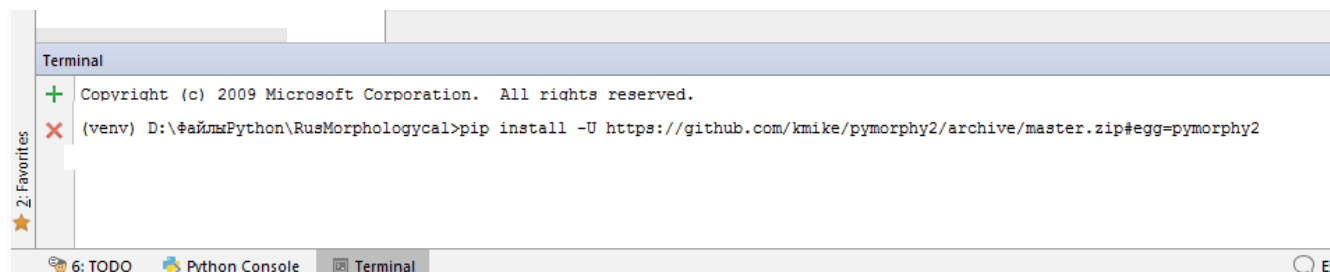 Terminal
Copyright (c) 2009 Microsoft Corporation. All rights reserved.
(venv) D:\ФайлыPython\RusMorphologycal>pip install -U https://github.com/kmike/pymorphy2/archive/master.zip#egg=pymorphy2
2: Favorites
6: TODO Python Console Terminal